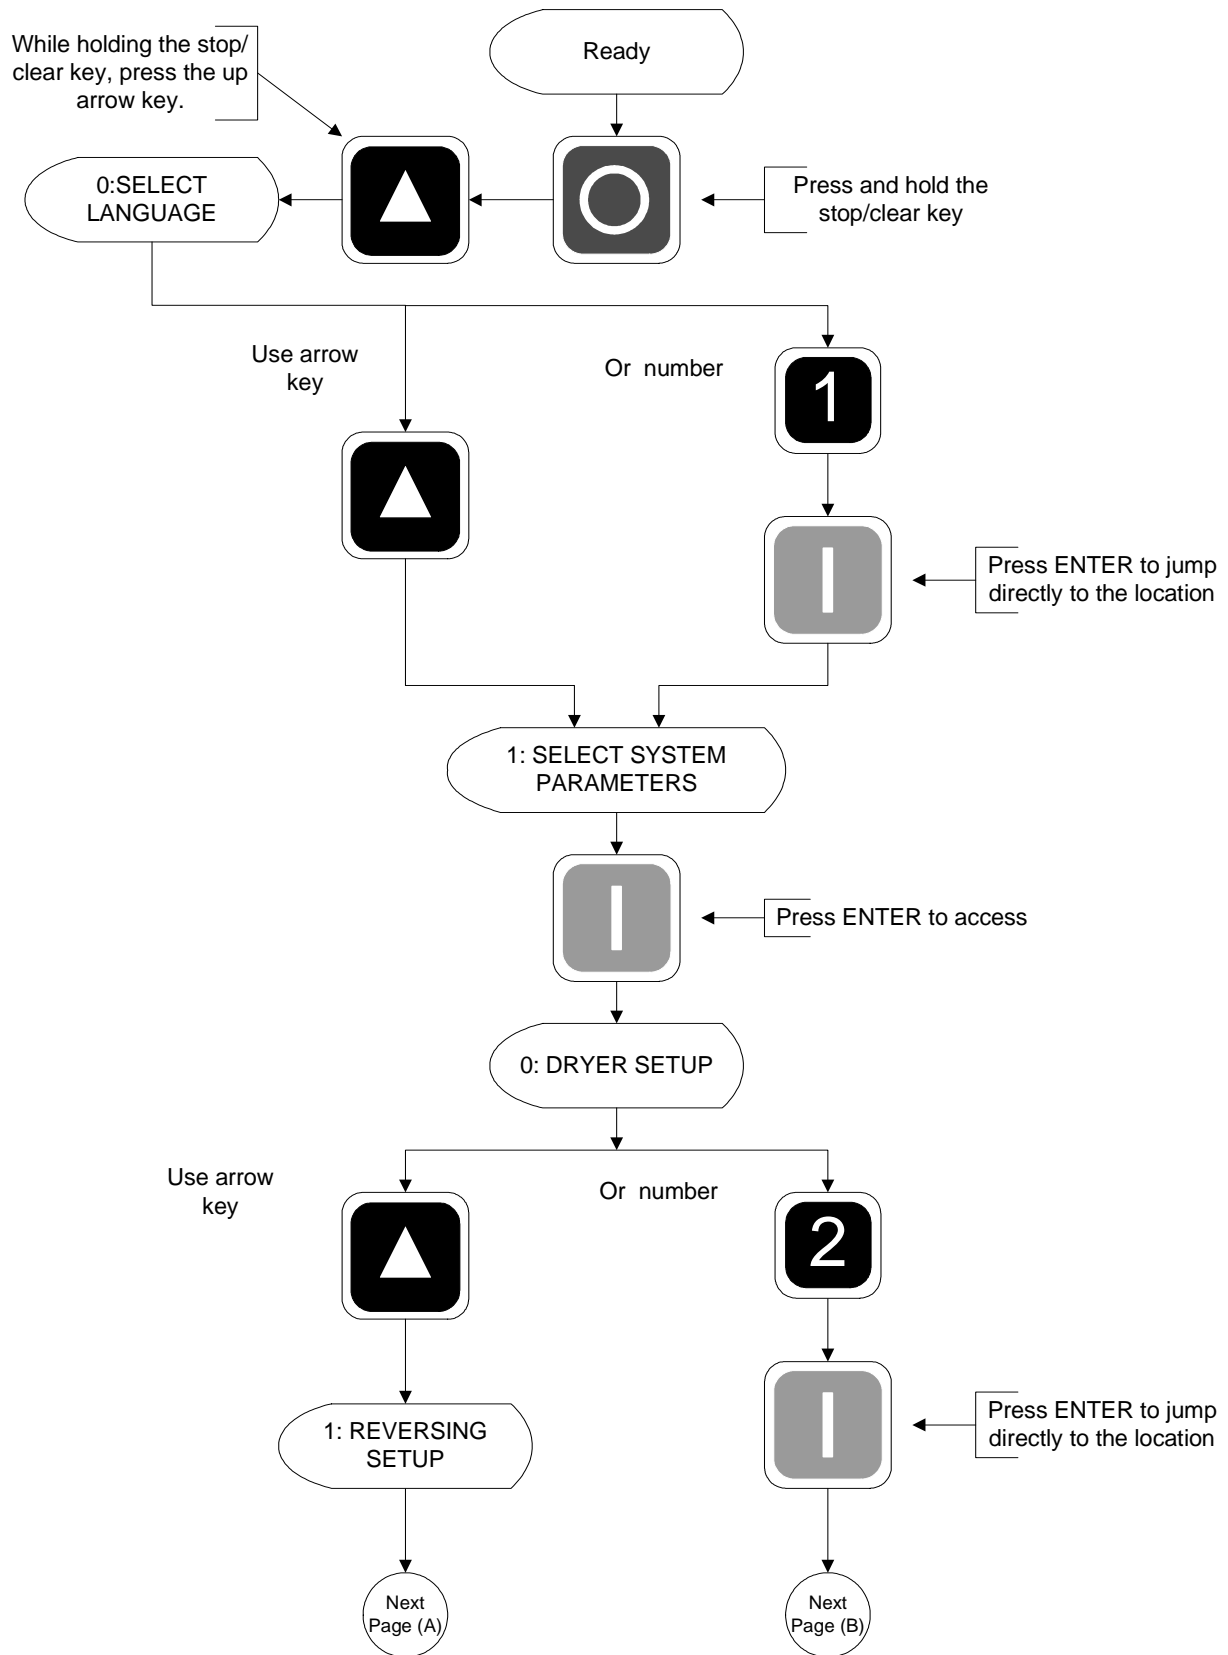 While holding the stop/
clear key, press the up
arrow key.
Ready
0:SELECT
LANGUAGE
Press and hold the
stop/clear key
Use arrow
key
Or number
1
Press ENTER to jump
directly to the location
1: SELECT SYSTEM
PARAMETERS
Press ENTER to access
0: DRYER SETUP
Use arrow
key
Or number
2
1: REVERSING
SETUP
Press ENTER to jump
directly to the location
Next
Page (A)
Next
Page (B)